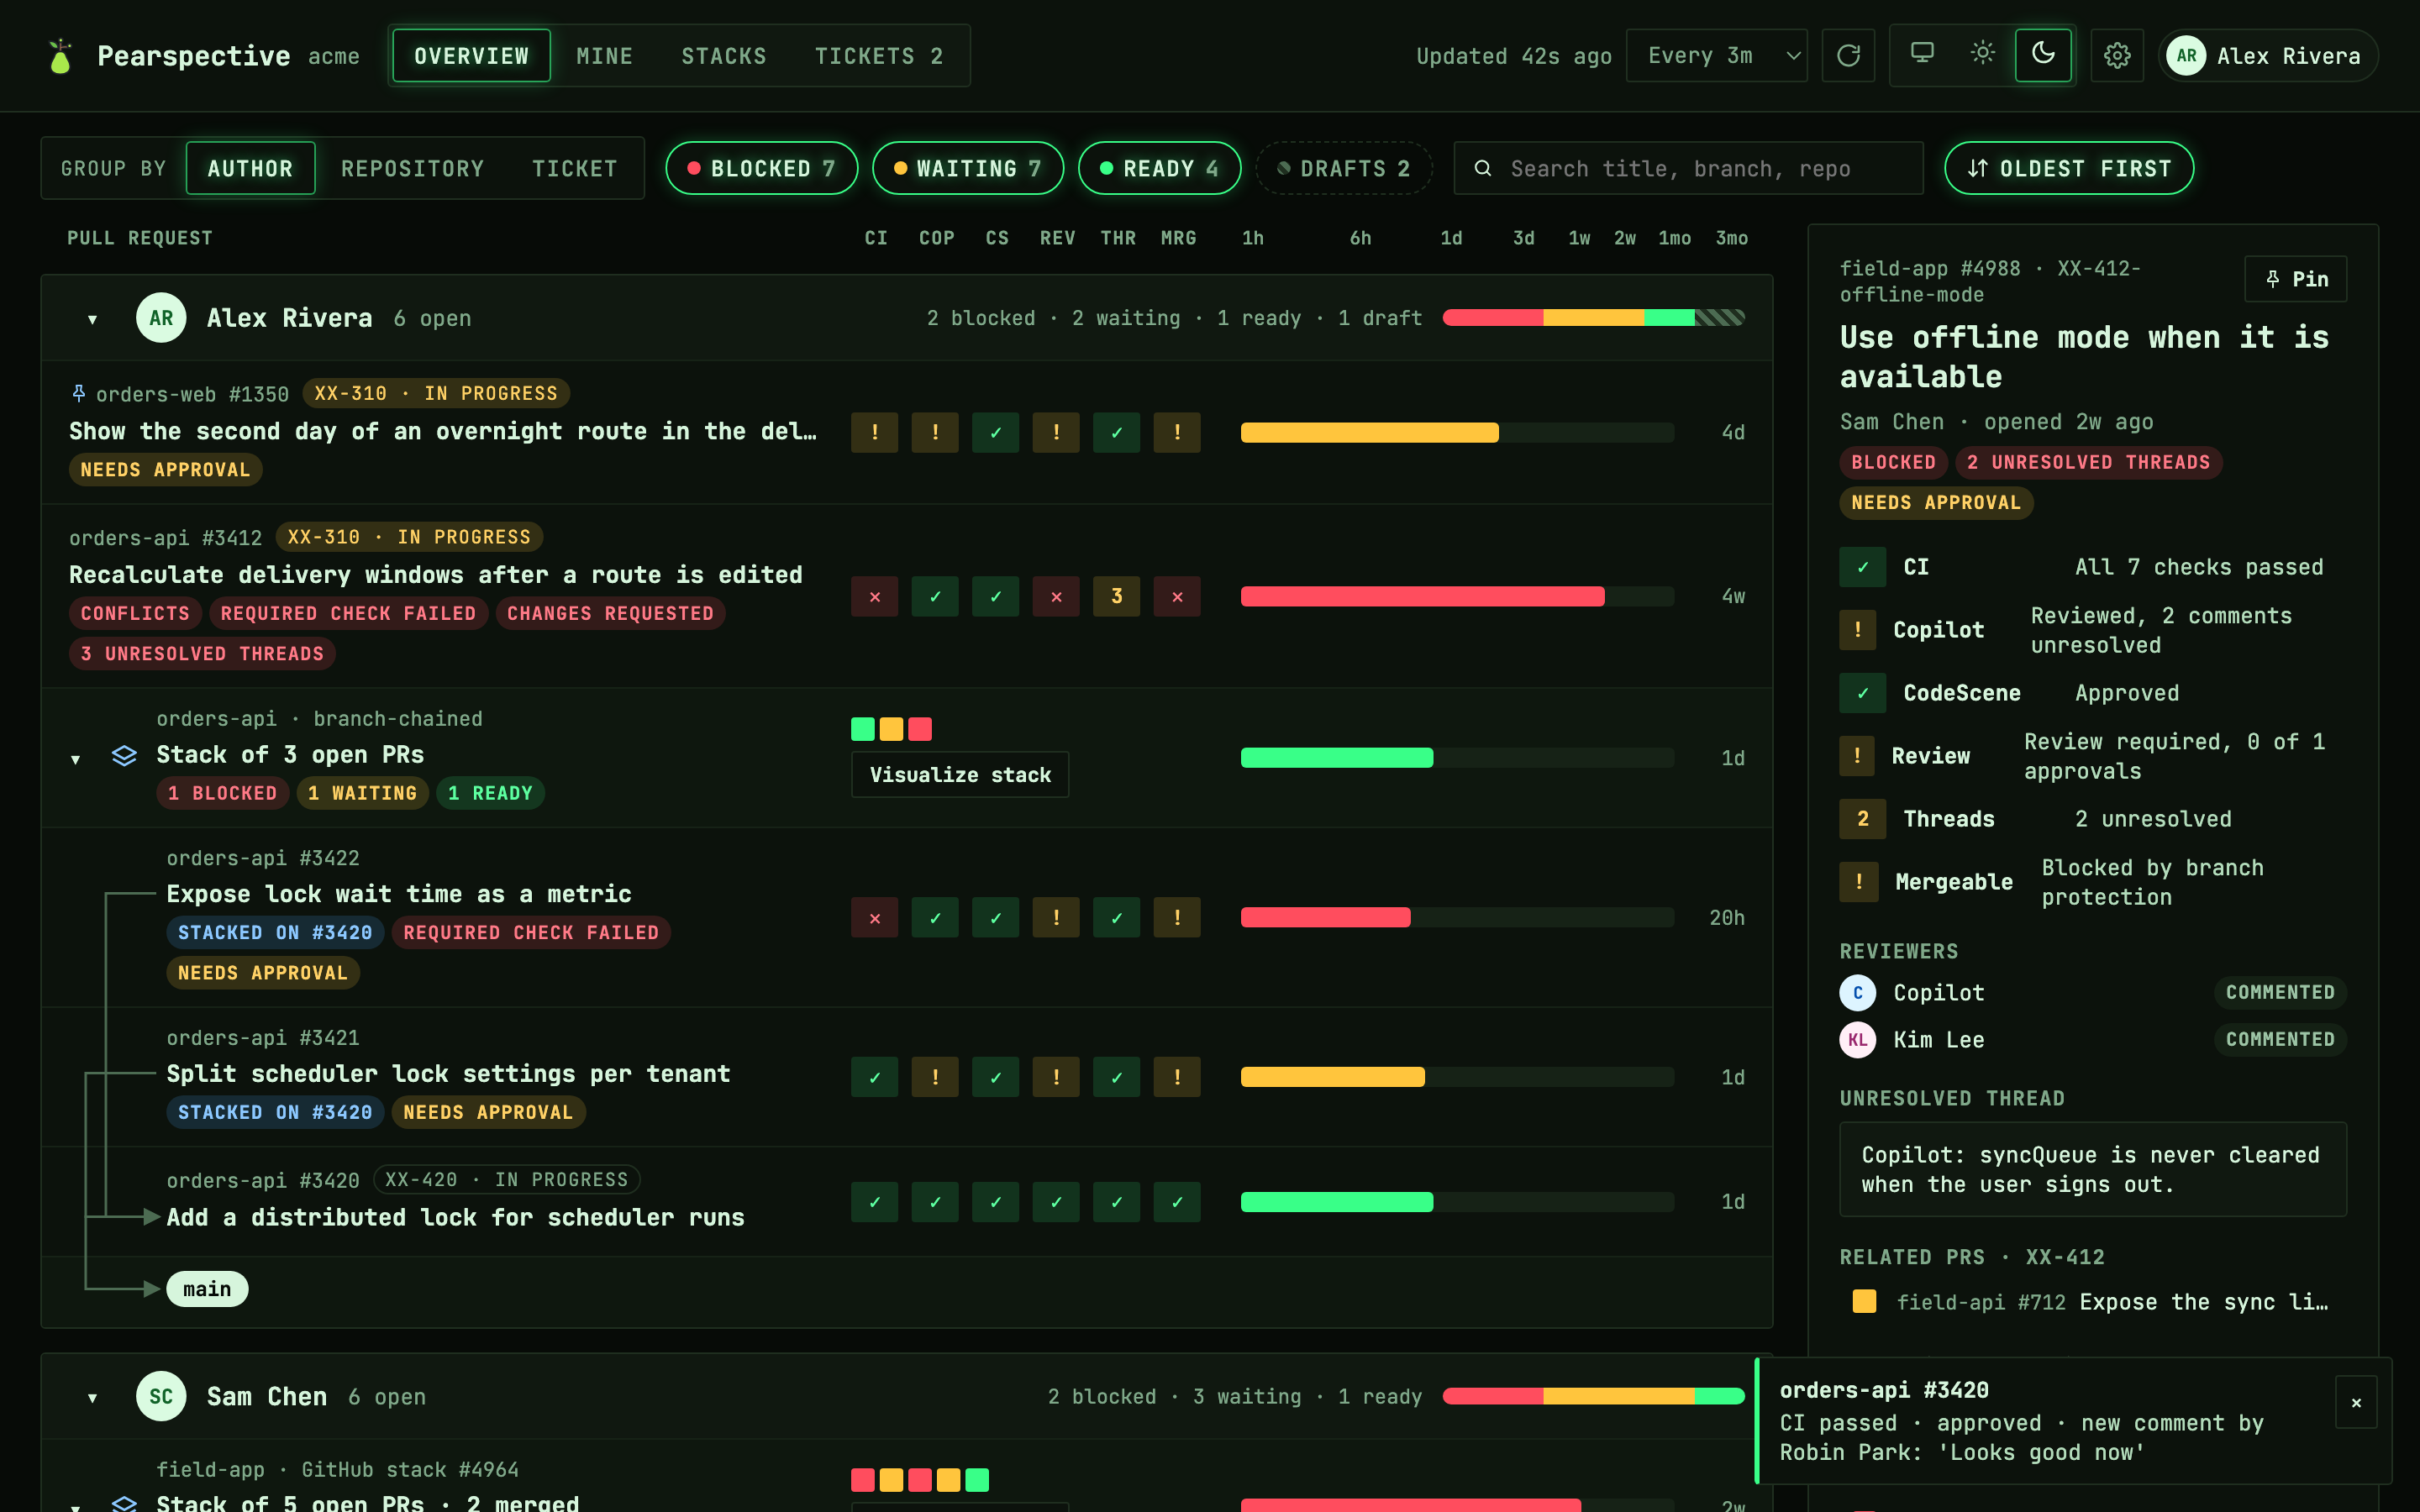 Pearspective acme OVERVIEW MINE STACKS TICKETS 2 Updated 42s ago Every 3m AR Alex Rivera
GROUP BY AUTHOR REPOSITORY TICKET BLOCKED 7 WAITING 7 READY 4 DRAFTS 2 Search title, branch, repo OLDEST FIRST
PULL REQUEST CI COP CS REV THR MRG 1h 6h 1d 3d 1w 2w 1mo 3mo
AR Alex Rivera 6 open 2 blocked · 2 waiting · 1 ready · 1 draft
orders-web #1350 XX-310 · IN PROGRESS
Show the second day of an overnight route in the del… ! ! ✓ ! ✓ ! 4d
NEEDS APPROVAL
orders-api #3412 XX-310 · IN PROGRESS
Recalculate delivery windows after a route is edited × ✓ ✓ × 3 × 4w
CONFLICTS REQUIRED CHECK FAILED CHANGES REQUESTED
3 UNRESOLVED THREADS
orders-api · branch-chained
Stack of 3 open PRs 1d
Visualize stack
1 BLOCKED 1 WAITING 1 READY
orders-api #3422
Expose lock wait time as a metric
STACKED ON #3420 REQUIRED CHECK FAILED × ✓ ✓ ! ✓ ! 20h
NEEDS APPROVAL
orders-api #3421
Split scheduler lock settings per tenant ✓ ! ✓ ! ✓ ! 1d
STACKED ON #3420 NEEDS APPROVAL
orders-api #3420 XX-420 · IN PROGRESS
Add a distributed lock for scheduler runs ✓ ✓ ✓ ✓ ✓ ✓ 1d
main
SC Sam Chen 6 open 2 blocked · 3 waiting · 1 ready
field-app · GitHub stack #4964
Stack of 5 open PRs · 2 merged 2w
field-app #4988 · XX-412-
offline-mode
Pin
Use offline mode when it is
available
Sam Chen · opened 2w ago
BLOCKED 2 UNRESOLVED THREADS
NEEDS APPROVAL
✓ CI All 7 checks passed
! Copilot Reviewed, 2 comments
unresolved
✓ CodeScene Approved
! Review Review required, 0 of 1
approvals
2 Threads 2 unresolved
! Mergeable Blocked by branch
protection
REVIEWERS
C Copilot COMMENTED
KL Kim Lee COMMENTED
UNRESOLVED THREAD
Copilot: syncQueue is never cleared
when the user signs out.
RELATED PRS · XX-412
field-api #712 Expose the sync li…
orders-api #3420 ×
CI passed · approved · new comment by
Robin Park: 'Looks good now'